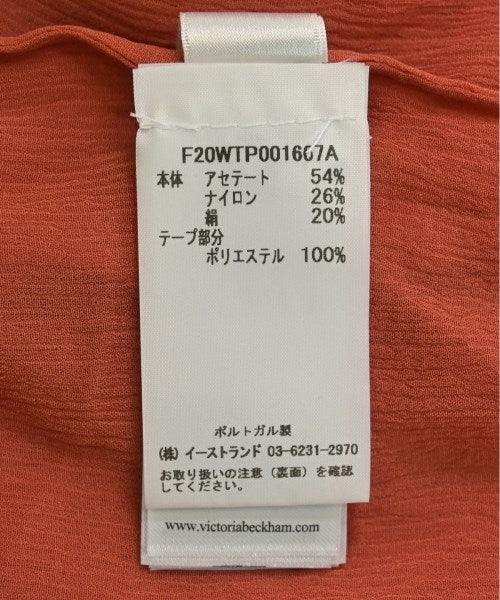 F20WTP001607A
本体 アセテート 54%
ナイロン 26%
絹 20%
テープ部分
ポリエステル 100%
ポルトガル製
(株) イーストランド 03-6231-2970
お取り扱いの注意（裏面）を確認
してください。
www.victoriabeckham.com